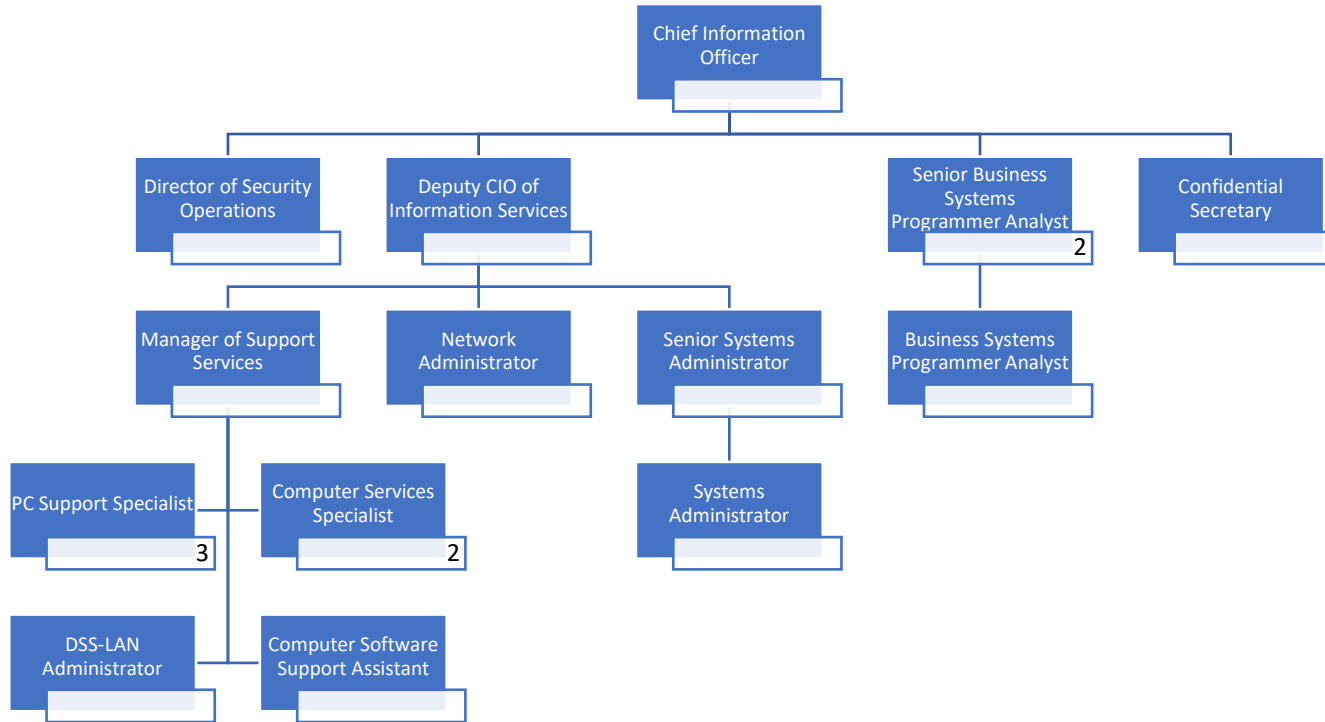 Chief Information
Officer
Director of Security
Operations
Deputy CIO of
Information Services
Senior Business
Systems
Programmer Analyst
2
Confidential
Secretary
Manager of Support
Services
Network
Administrator
Senior Systems
Administrator
Business Systems
Programmer Analyst
PC Support Specialist
3
Computer Services
Specialist
2
Systems
Administrator
DSS-LAN
Administrator
Computer Software
Support Assistant